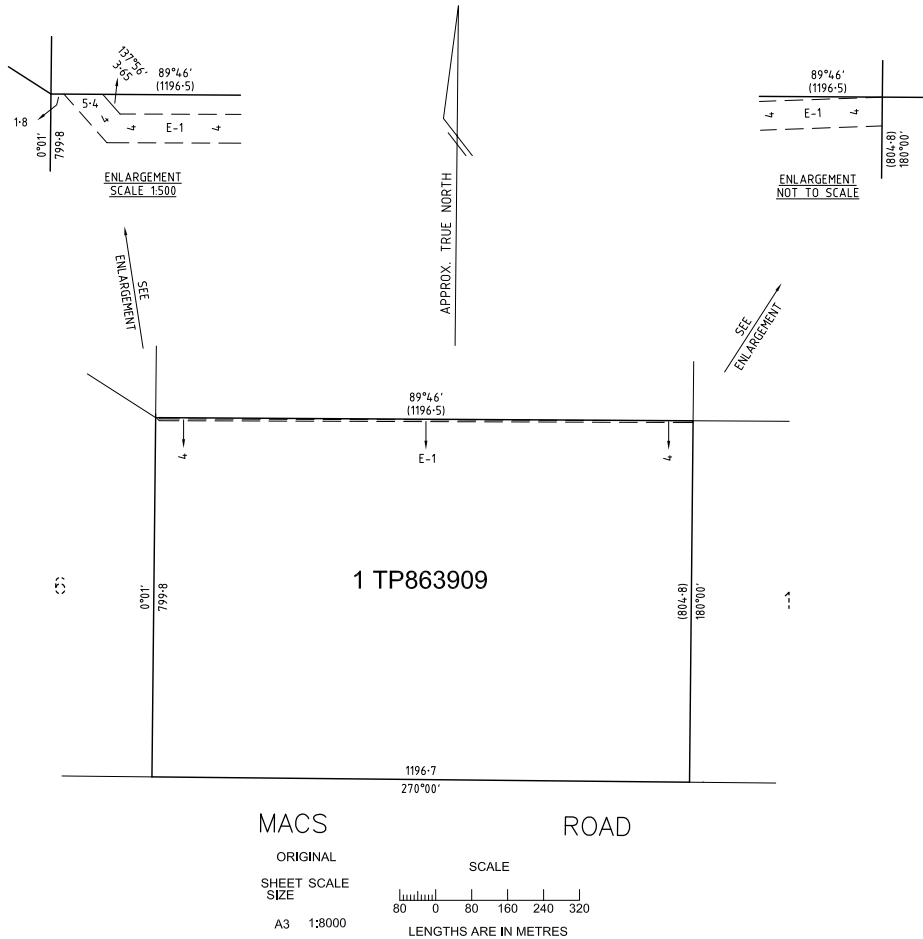 137°56'
3·65
89°46'
(1196·5)
5·4
4
4
E-1
4
1·8
0°01'
799·8
ENLARGEMENT
SCALE 1:500
89°46'
(1196·5)
4
E-1
4
(804·8)
180°00'
ENLARGEMENT
NOT TO SCALE
APPROX. TRUE NORTH
SEE
ENLARGEMENT
SEE
ENLARGEMENT
89°46'
(1196·5)
4
E-1
4
1 TP863909
6
0°01'
799·8
(804·8)
180°00'
1
1196·7
270°00'
MACS ROAD
ORIGINAL
SHEET SCALE
SIZE
A3 1:8000
SCALE
80 0 80 160 240 320
LENGTHS ARE IN METRES